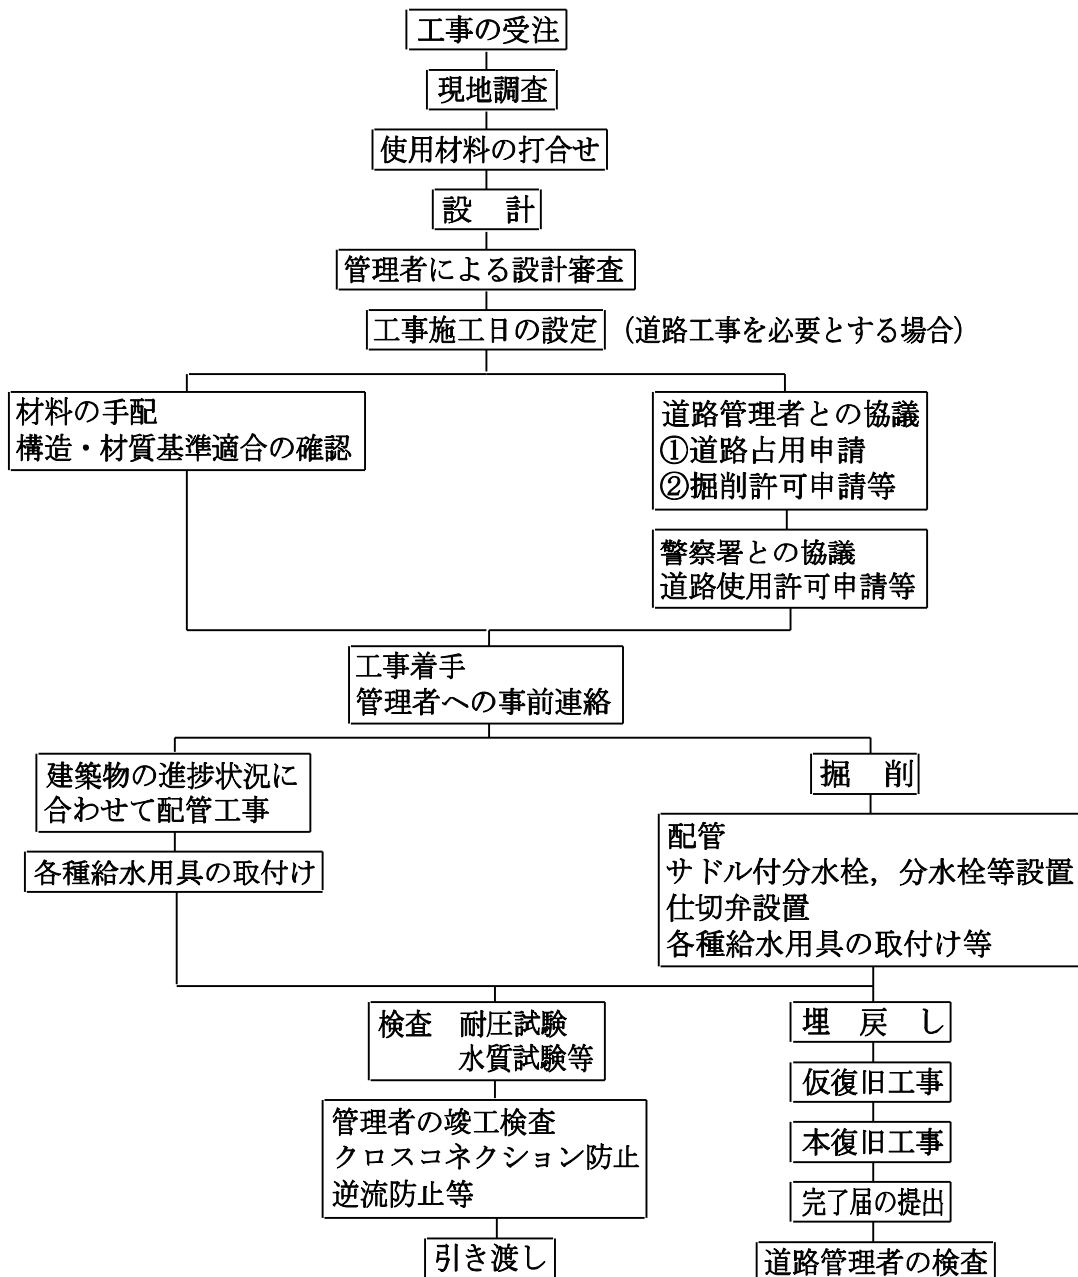 工事の受注
現地調査
使用材料の打合せ
設　計
管理者による設計審査
工事施工日の設定 (道路工事を必要とする場合)
材料の手配
構造・材質基準適合の確認
道路管理者との協議
①道路占用申請
②掘削許可申請等
警察署との協議
道路使用許可申請等
工事着手
管理者への事前連絡
建築物の進捗状況に
合わせて配管工事
各種給水用具の取付け
掘　削
配管
サドル付分水栓，分水栓等設置
仕切弁設置
各種給水用具の取付け等
検査　耐圧試験
水質試験等
管理者の竣工検査
クロスコネクション防止
逆流防止等
引き渡し
埋　戻　し
仮復旧工事
本復旧工事
完了届の提出
道路管理者の検査